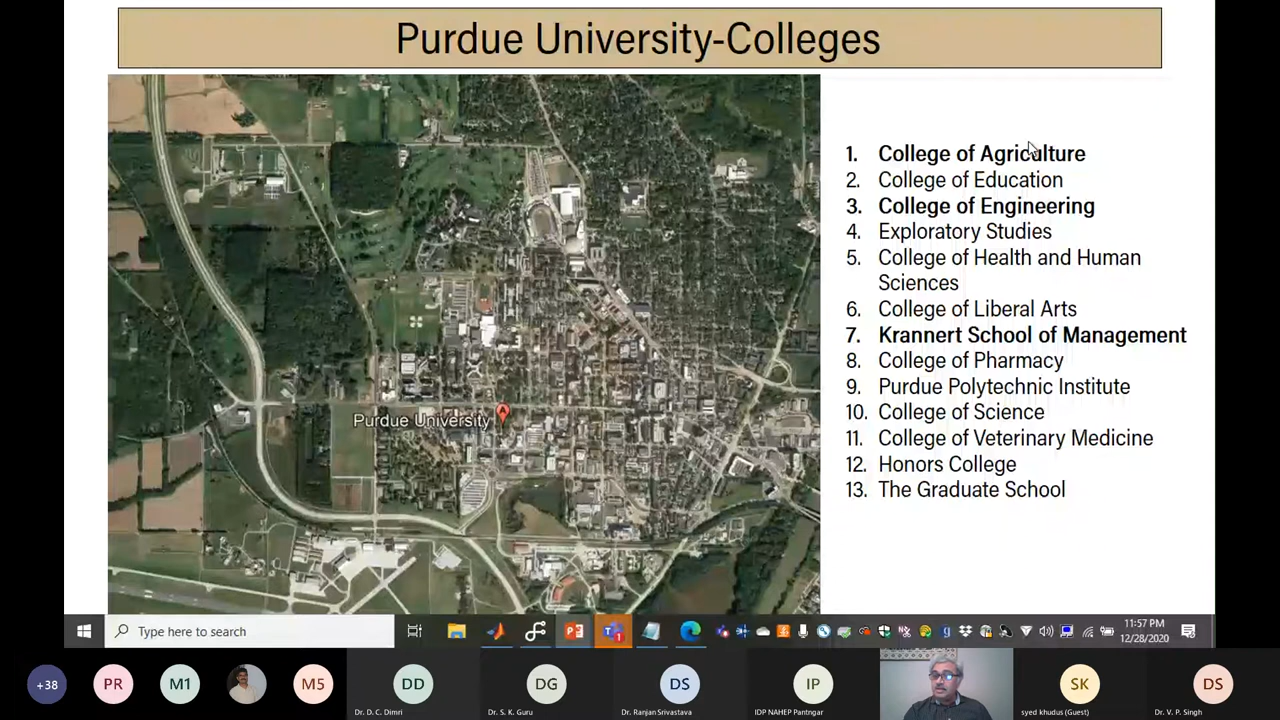 Purdue University-Colleges
Purdue University
A
1. College of Agriculture
2. College of Education
3. College of Engineering
4. Exploratory Studies
5. College of Health and Human
Sciences
6. College of Liberal Arts
7. Krannert School of Management
8. College of Pharmacy
9. Purdue Polytechnic Institute
10. College of Science
11. College of Veterinary Medicine
12. Honors College
13. The Graduate School
Type here to search
11:57 PM
12/28/2020
+38
PR
M1
M5
DD
Dr. D. C. Dimri
DG
Dr. S. K. Guru
DS
Dr. Ranjan Srivastava
IP
IDP NAHEP Pantngar
SK
syed khudus (Guest)
DS
Dr. V. P. Singh